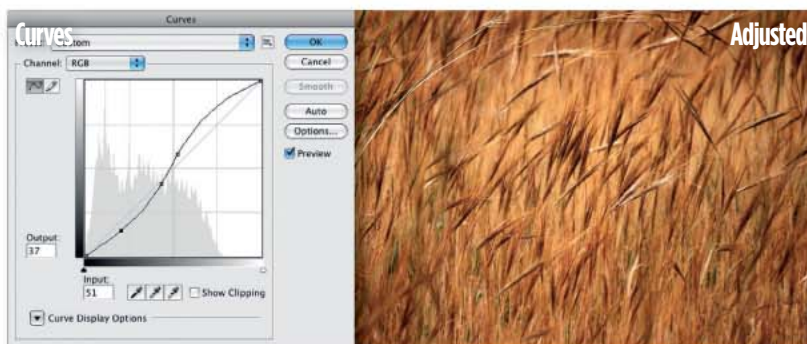 Curves
Curves
Adjusted
tom
OK
Channel: RGB
Cancel
Smooth
Auto
Options...
Preview
Output:
37
Input:
51
Show Clipping
Curve Display Options